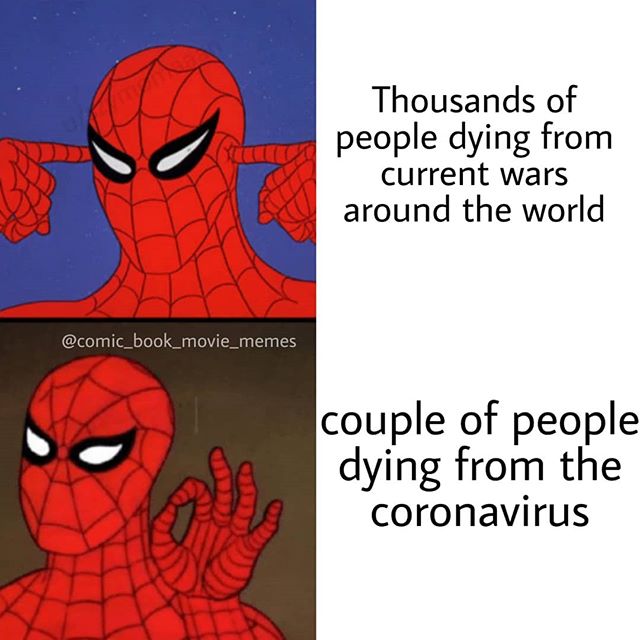 Thousands of
people dying from
current wars
around the world
@comic_book_movie_memes
couple of people
dying from the
coronavirus